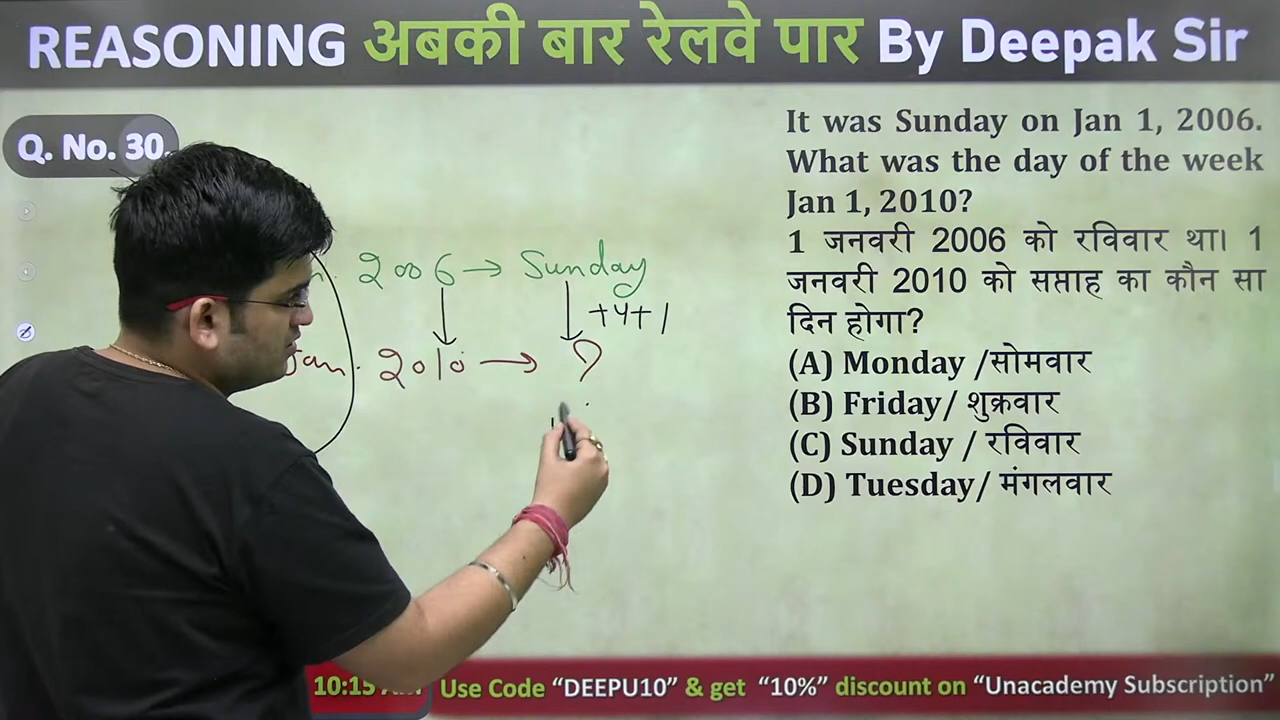 REASONING अबकी बार रेलवे पार By Deepak Sir
Q. No. 30.
It was Sunday on Jan 1, 2006.
What was the day of the week
Jan 1, 2010?
1 जनवरी 2006 को रविवार था। 1
जनवरी 2010 को सप्ताह का कौन सा
दिन होगा?
(A) Monday /सोमवार
(B) Friday/ शुक्रवार
(C) Sunday / रविवार
(D) Tuesday/ मंगलवार
2006 → Sunday
+4+1
Jan. 2010 → ?
10:15
Use Code “DEEPU10” & get “10%” discount on “Unacademy Subscription”